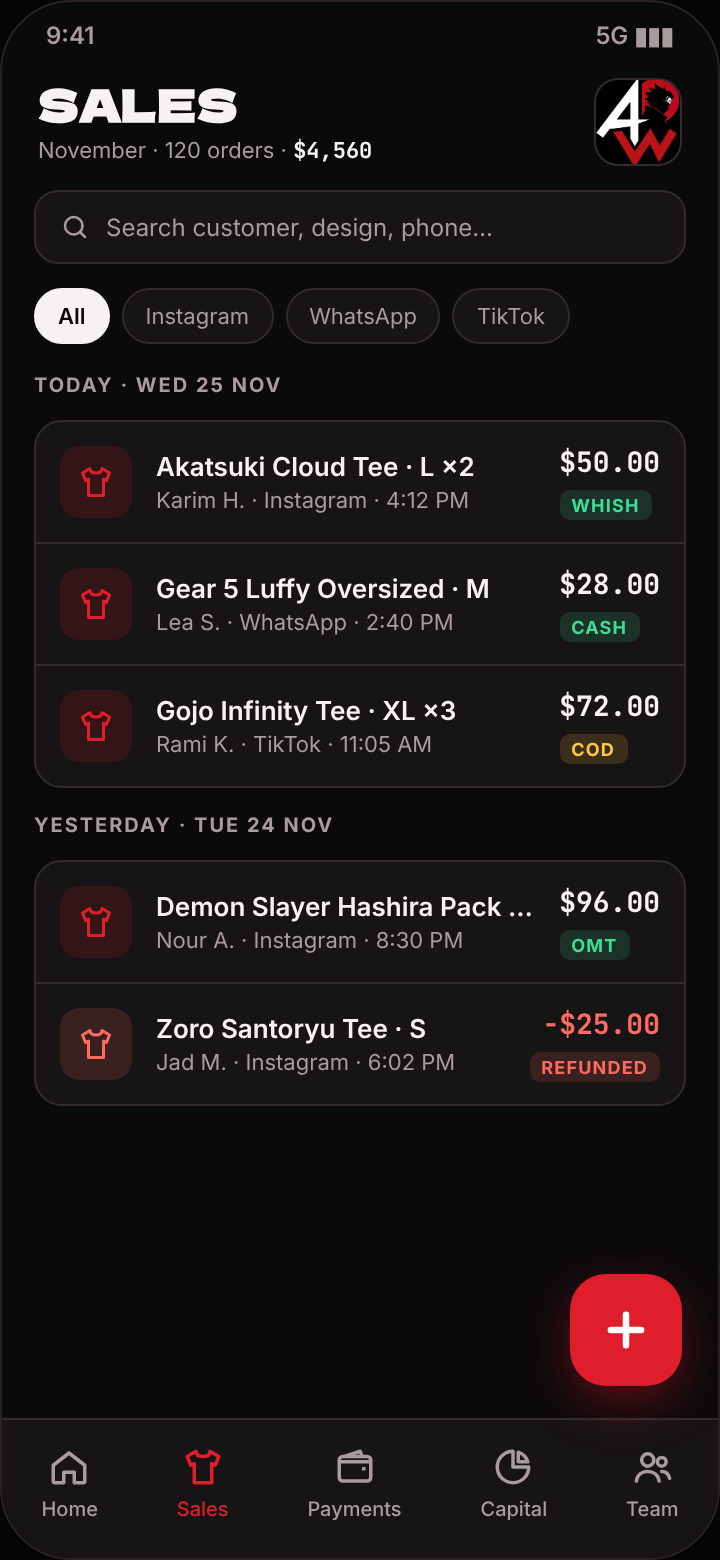 9:41
5G
SALES
AW
November · 120 orders · $4,560
Search customer, design, phone...
All
Instagram
WhatsApp
TikTok
TODAY · WED 25 NOV
Akatsuki Cloud Tee · L ×2
$50.00
Karim H. · Instagram · 4:12 PM
WHISH
Gear 5 Luffy Oversized · M
$28.00
Lea S. · WhatsApp · 2:40 PM
CASH
Gojo Infinity Tee · XL ×3
$72.00
Rami K. · TikTok · 11:05 AM
COD
YESTERDAY · TUE 24 NOV
Demon Slayer Hashira Pack ...
$96.00
Nour A. · Instagram · 8:30 PM
OMT
Zoro Santoryu Tee · S
-$25.00
Jad M. · Instagram · 6:02 PM
REFUNDED
Home
Sales
Payments
Capital
Team